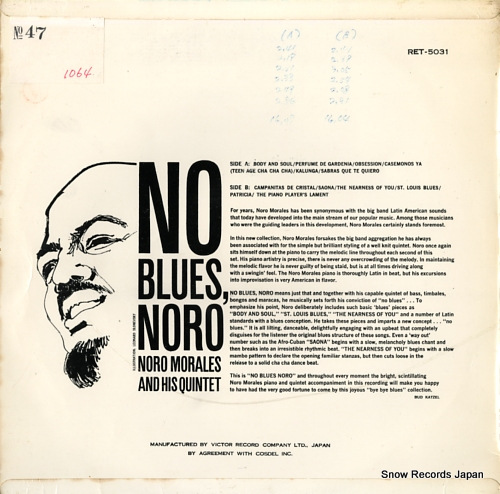 No 47
1064
(A) (B)
RET-5031
SIDE A: BODY AND SOUL/PERFUME DE GARDENIA/OBSESSION/CASEMONOS YA
(TEEN AGE CHA CHA CHA)/KALUNGA/SABRAS QUE TE QUIERO
SIDE B: CAMPANITAS DE CRISTAL/SAONA/THE NEARNESS OF YOU/ST. LOUIS BLUES/
PATRICIA/ THE PIANO PLAYER'S LAMENT
For years, Noro Morales has been synonymous with the big band Latin American sounds
that today have developed into the main stream of our popular music. Among those musicians
who were the guiding leaders in this development, Noro Morales certainly stands foremost.
In this new collection, Noro Morales forsakes the big band aggregation he has always
been associated with for the simple but brilliant styling of a well knit quintet. Noro once again
sits himself down at the piano to carry the melodic line throughout each second of this
set. His piano artistry is precise, there is never any overcrowding of the melody. In maintaining
the melodic flavor he is never guilty of being staid, but is at all times driving along
with a swingin' feel. The Noro Morales piano is thoroughly Latin in beat, but his excursions
into improvisation is very American in flavor.
NO BLUES, NORO means just that and together with his capable quintet of bass, timbales,
bongos and maracas, he musically sets forth his conviction of "no blues" . . . To
emphasize his point, Noro deliberately includes such basic 'blues' pieces as
"BODY AND SOUL," "ST. LOUIS BLUES," "THE NEARNESS OF YOU" and a number of Latin
standards with a blues conception. He takes these pieces and imparts a new concept . . . "no
blues." It is all lilting, danceable, delightfully engaging with an upbeat that completely
disguises for the listener the original blues structure of these songs. Even a 'way out'
number such as the Afro-Cuban "SAONA" begins with a slow, melancholy blues chant and
then breaks into an irresistible rhythmic beat. "THE NEARNESS OF YOU" begins with a slow
mambo pattern to declare the opening familiar stanzas, but then cuts loose in the
release to a solid cha cha dance beat.
This is "NO BLUES NORO" and throughout every moment the bright, scintillating
Noro Morales piano and quintet accompaniment in this recording will make you happy
to have had the very good fortune to come by this joyous "bye bye blues" collection.
BUD KATZEL
NO
BLUES,
NORO
NORO MORALES
AND HIS QUINTET
MANUFACTURED BY VICTOR RECORD COMPANY LTD., JAPAN
BY AGREEMENT WITH COSDEL INC.
Snow Records Japan